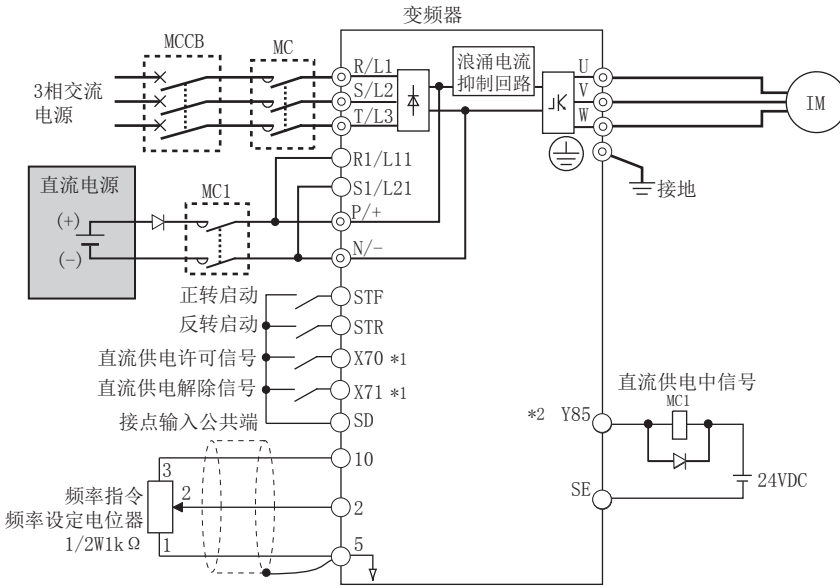 变频器
MCCB
MC
3相交流
电源
R/L1
S/L2
T/L3
浪涌电流
抑制回路
U
V
W
IM
接地
R1/L11
S1/L21
直流电源
(+)
(-)
MC1
P/+
N/-
正转启动
STF
反转启动
STR
直流供电许可信号
X70 *1
直流供电解除信号
X71 *1
接点输入公共端
SD
*2 Y85
直流供电中信号
MC1
24VDC
SE
频率指令
频率设定电位器
1/2W1kΩ
3
2
1
10
2
5